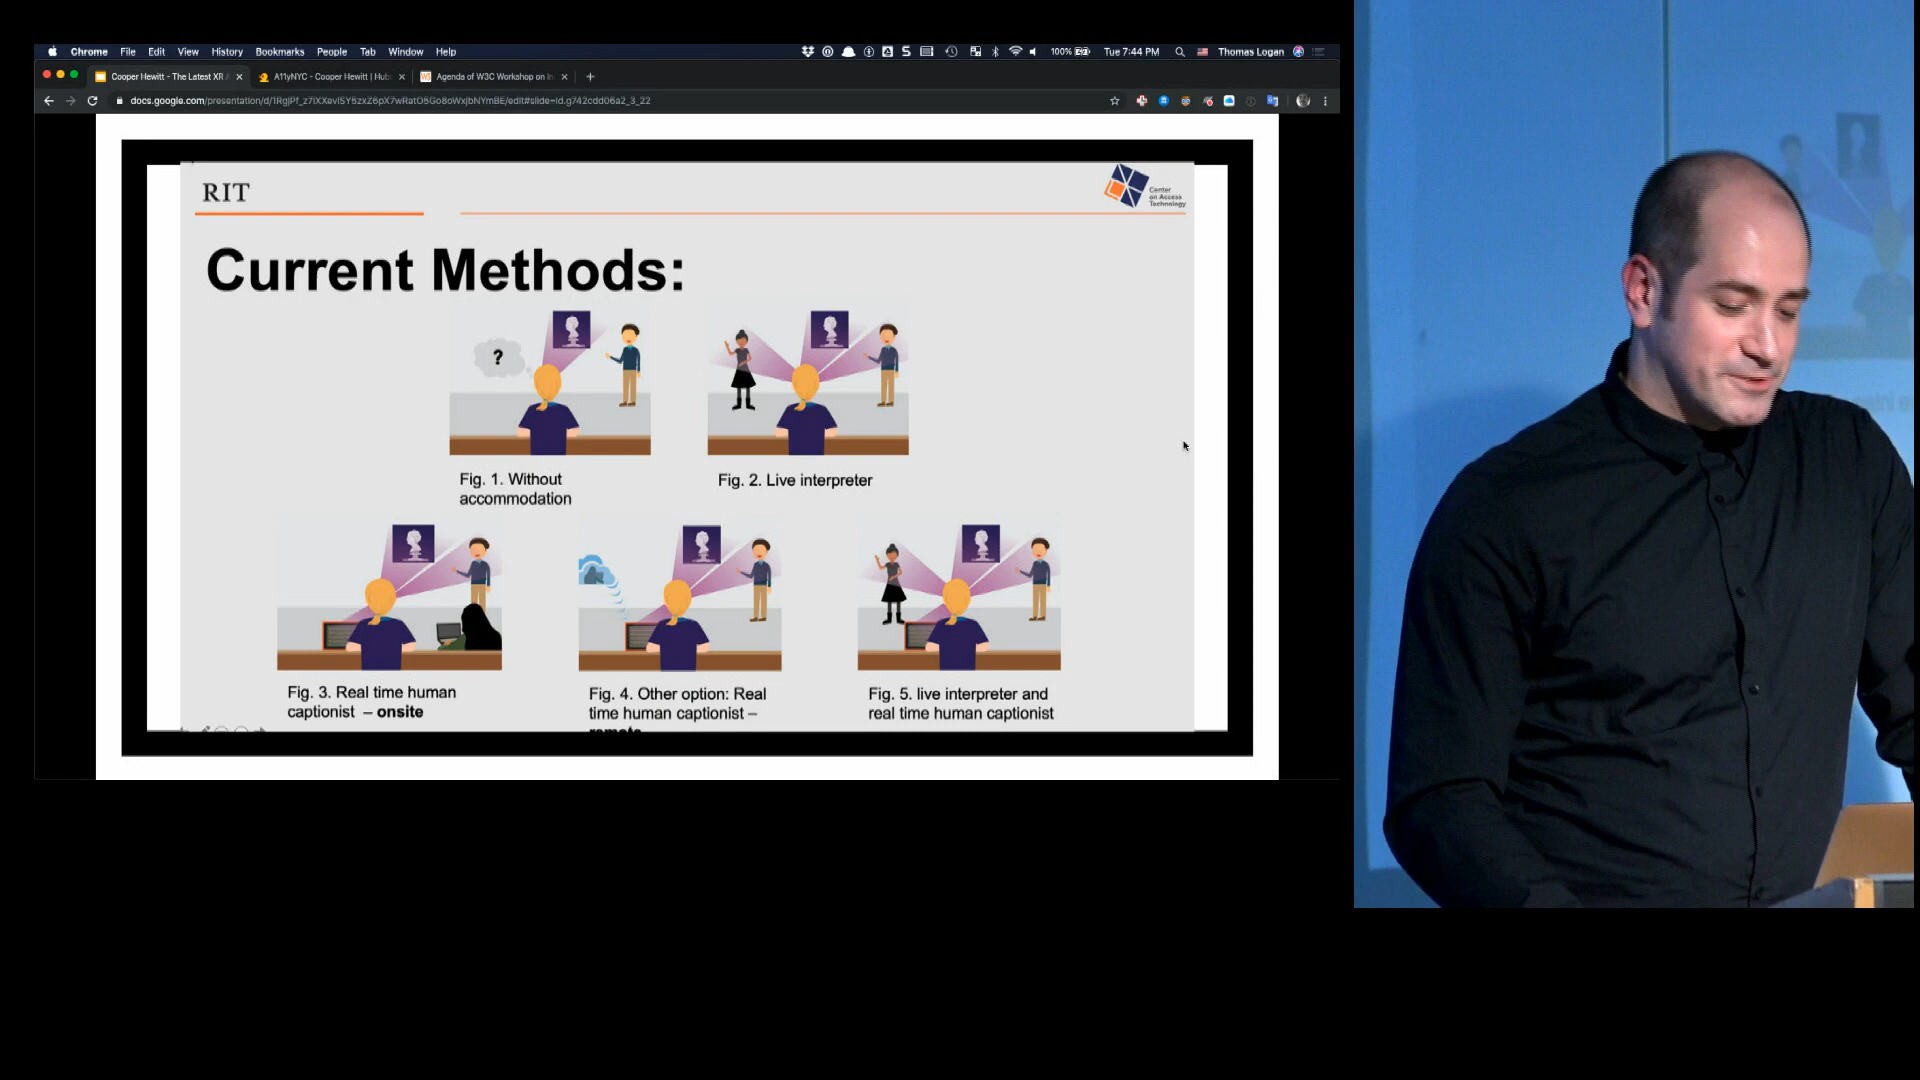 Chrome File Edit View History Bookmarks People Tab Window Help 100% Tue 7:44 PM Thomas Logan
Cooper Hewitt - The Latest XR A11yNYC - Cooper Hewitt | Hub Agenda of W3C Workshop on In
RIT
Center
on Access
Technology
Current Methods:
?
Fig. 1. Without
accommodation
Fig. 2. Live interpreter
Fig. 3. Real time human
captionist – onsite
Fig. 4. Other option: Real
time human captionist –
remote
Fig. 5. live interpreter and
real time human captionist